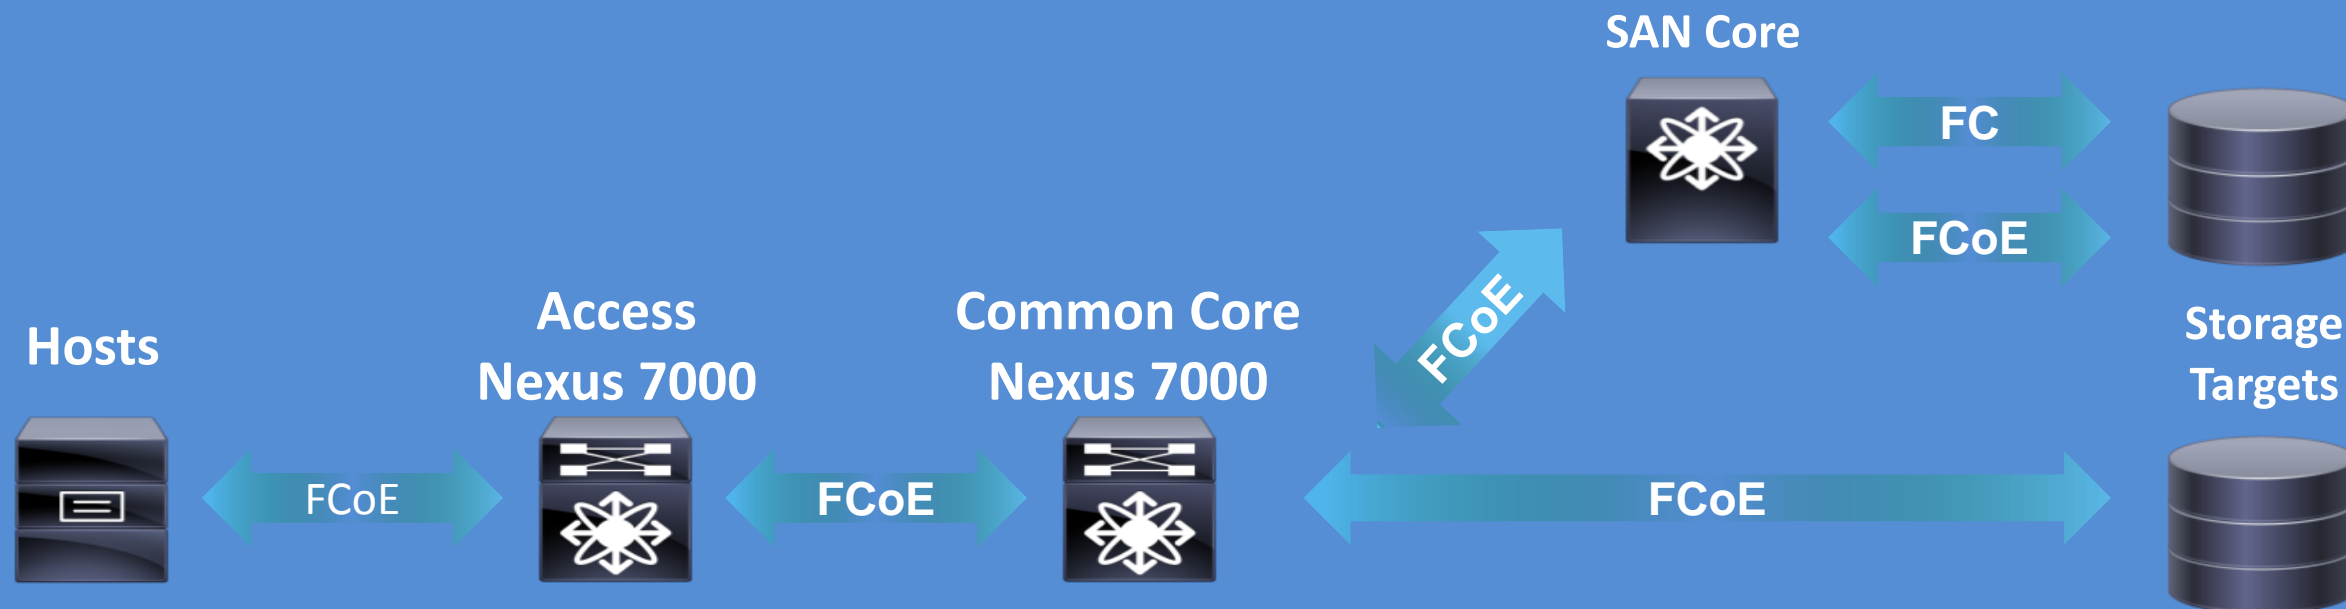 SAN Core
FC
FCoE
FCoE
Hosts
Access
Nexus 7000
Common Core
Nexus 7000
Storage
Targets
FCoE
FCoE
FCoE